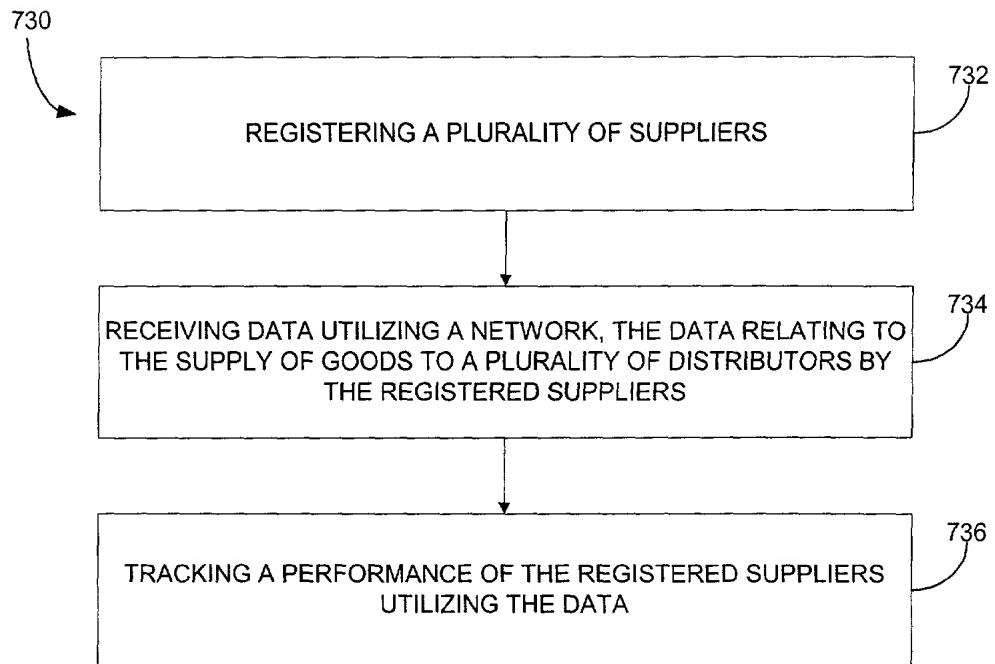 730
REGISTERING A PLURALITY OF SUPPLIERS
732
RECEIVING DATA UTILIZING A NETWORK, THE DATA RELATING TO
THE SUPPLY OF GOODS TO A PLURALITY OF DISTRIBUTORS BY
THE REGISTERED SUPPLIERS
734
TRACKING A PERFORMANCE OF THE REGISTERED SUPPLIERS
UTILIZING THE DATA
736